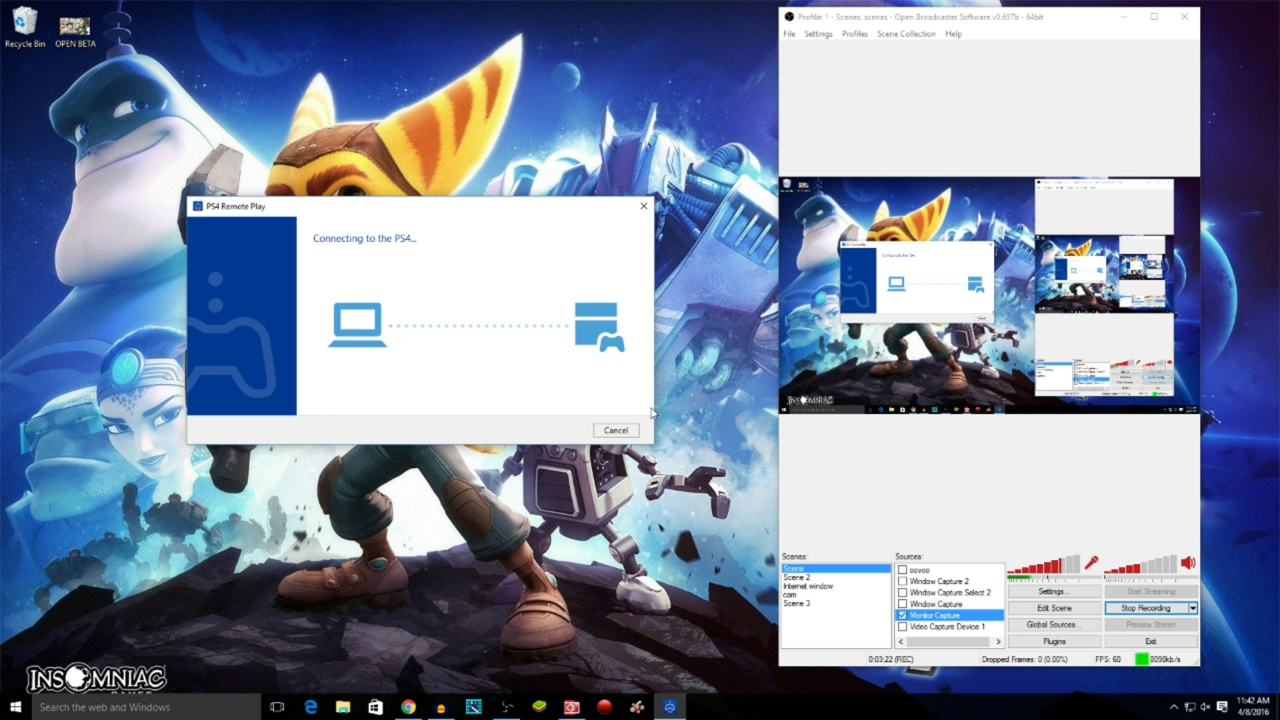 Recycle Bin
OPEN BETA
Profile: 1 - Scenes: scenes - Open Broadcaster Software v0.657b - 64bit
File Settings Profiles Scene Collection Help
PS4 Remote Play
Connecting to the PS4...
Cancel
Scenes:
Scene
Scene 2
Internet window
cam
Scene 3
Sources:
oovoo
Window Capture 2
Window Capture Select 2
Window Capture
Monitor Capture
Video Capture Device 1
Settings...
Start Streaming
Edit Scene
Stop Recording
Global Sources...
Preview Stream
Plugins
Exit
0:03:22 (REC)
Dropped Frames: 0 (0.00%)
FPS: 60
8098kb/s
INSOMNIAC
GAMES
Search the web and Windows
11:42 AM
4/8/2016